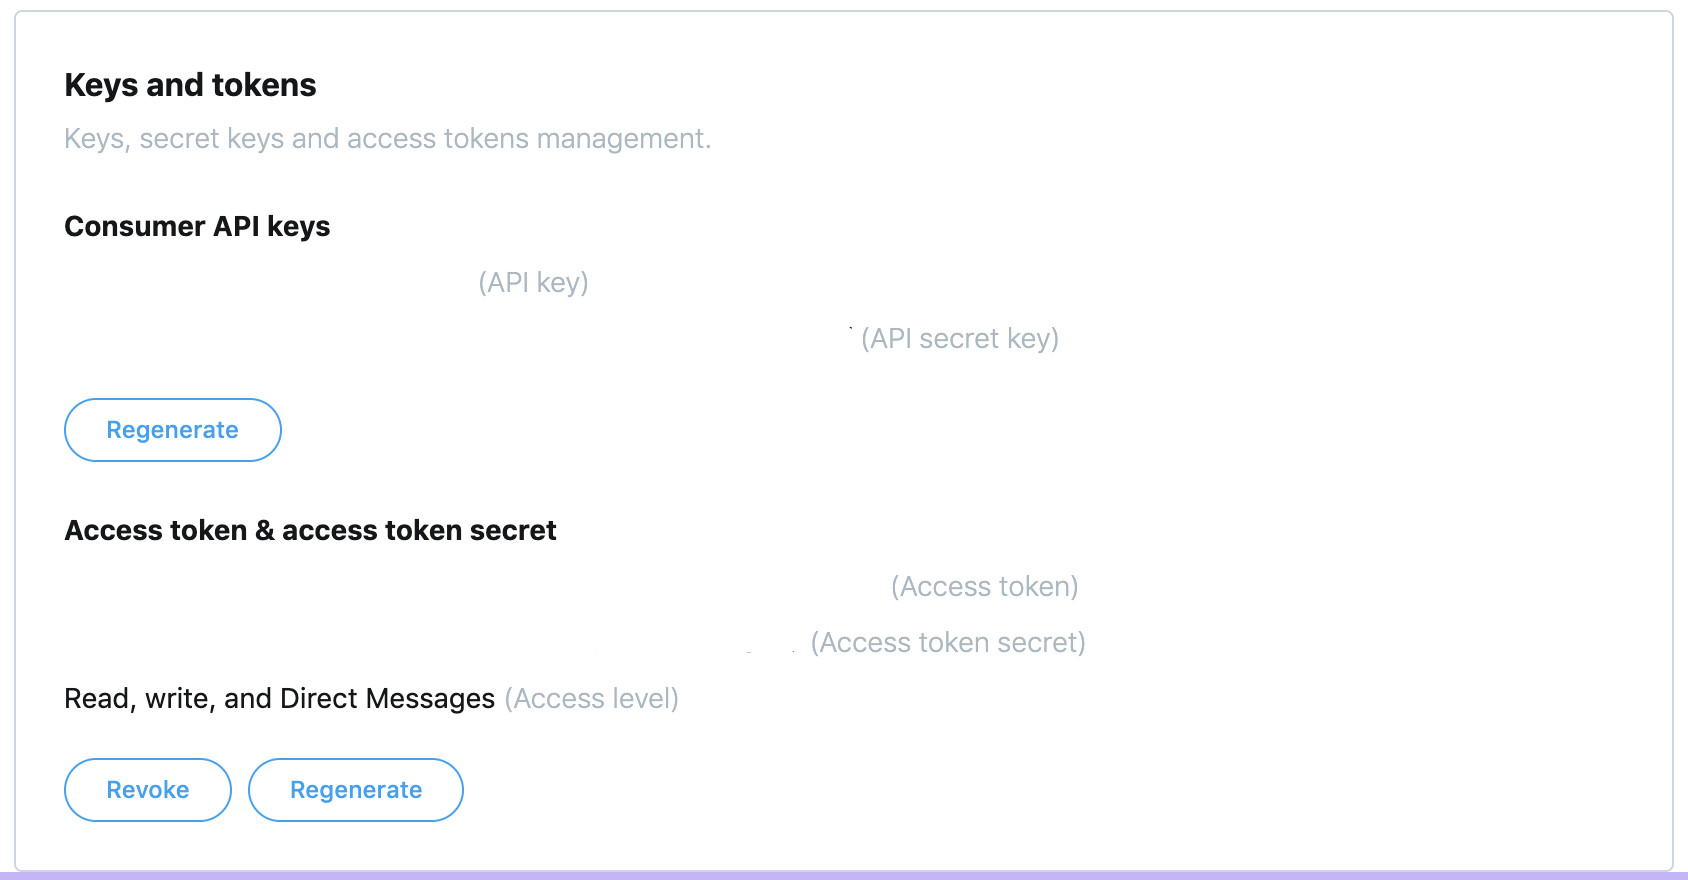 Keys and tokens
Keys, secret keys and access tokens management.
Consumer API keys
(API key)
(API secret key)
Regenerate
Access token & access token secret
(Access token)
(Access token secret)
Read, write, and Direct Messages (Access level)
Revoke Regenerate